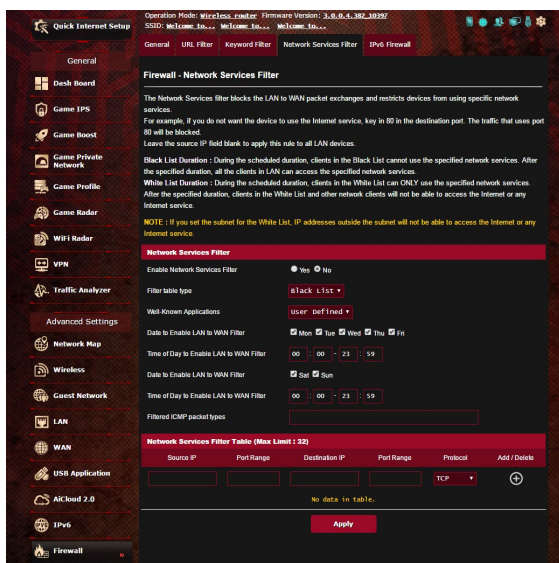 Quick Internet Setup
General
Dash Board
Game IPS
Game Boost
Game Private
Network
Game Profile
Game Radar
WiFi Radar
VPN
Traffic Analyzer
Advanced Settings
Network Map
Wireless
Guest Network
LAN
WAN
USB Application
AiCloud 2.0
IPv6
Firewall
Operation Mode: Wireless router Firmware Version: 3.0.0.4.382_10397
SSID: Welcome to... Welcome to... Welcome to...
General URL Filter Keyword Filter Network Services Filter IPv6 Firewall
Firewall - Network Services Filter
The Network Services filter blocks the LAN to WAN packet exchanges and restricts devices from using specific network
services.
For example, if you do not want the device to use the Internet service, key in 80 in the destination port. The traffic that uses port
80 will be blocked.
Leave the source IP field blank to apply this rule to all LAN devices.
Black List Duration : During the scheduled duration, clients in the Black List cannot use the specified network services. After
the specified duration, all the clients in LAN can access the specified network services.
White List Duration : During the scheduled duration, clients in the White List can ONLY use the specified network services.
After the specified duration, clients in the White List and other network clients will not be able to access the Internet or any
Internet service.
NOTE : If you set the subnet for the White List, IP addresses outside the subnet will not be able to access the Internet or any
Internet service.
Network Services Filter
Enable Network Services Filter Yes No
Filter table type Black List
Well-Known Applications User Defined
Date to Enable LAN to WAN Filter Mon Tue Wed Thu Fri
Time of Day to Enable LAN to WAN Filter 00 : 00 - 23 : 59
Date to Enable LAN to WAN Filter Sat Sun
Time of Day to Enable LAN to WAN Filter 00 : 00 - 23 : 59
Filtered ICMP packet types
Network Services Filter Table (Max Limit : 32)
Source IP Port Range Destination IP Port Range Protocol Add / Delete
TCP
No data in table.
Apply